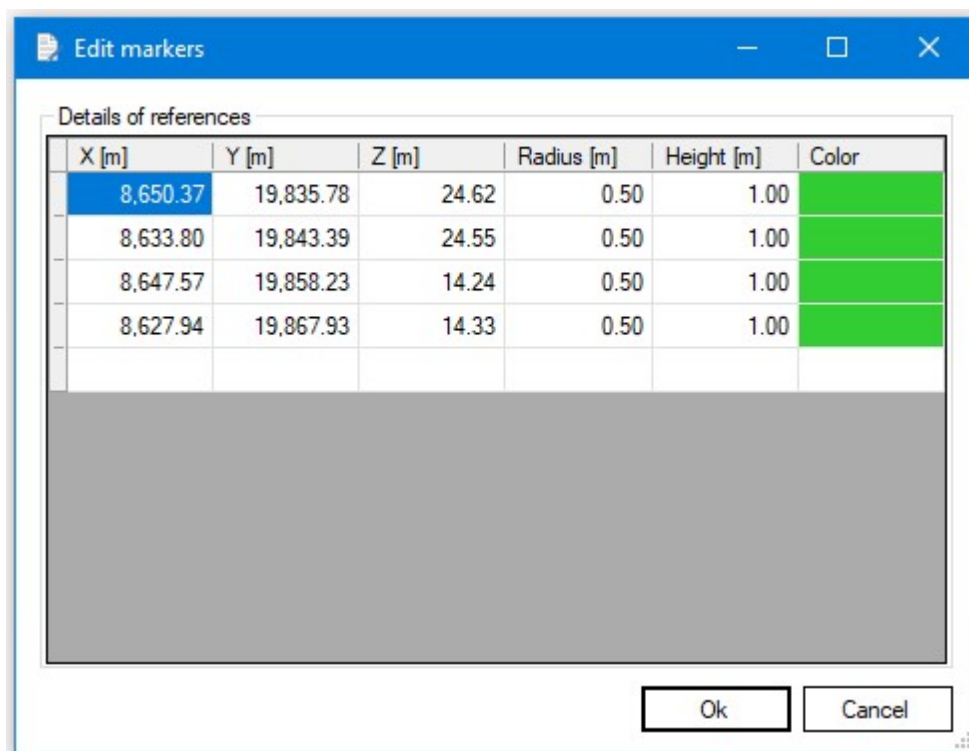 Edit markers
Details of references
X [m] Y [m] Z [m] Radius [m] Height [m] Color
8,650.37 19,835.78 24.62 0.50 1.00
8,633.80 19,843.39 24.55 0.50 1.00
8,647.57 19,858.23 14.24 0.50 1.00
8,627.94 19,867.93 14.33 0.50 1.00
Ok Cancel